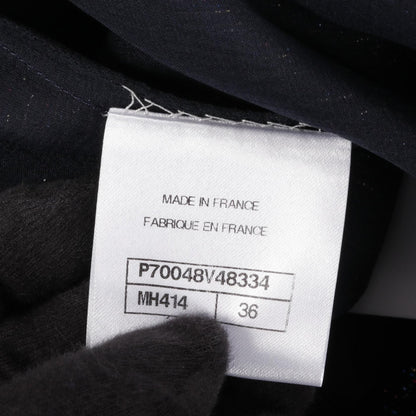 MADE IN FRANCE
FABRIQUE EN FRANCE
P70048V48334
MH414 36